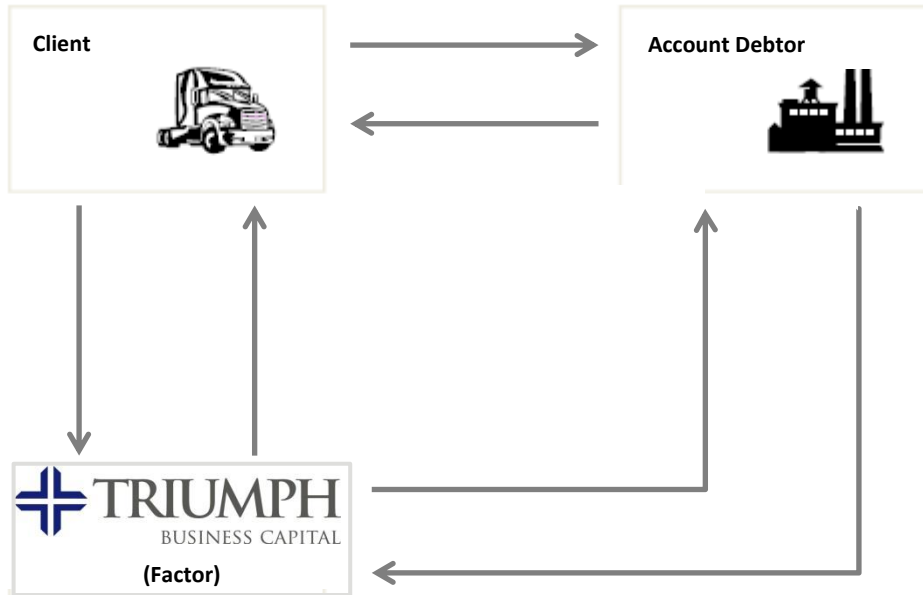 Client
Account Debtor
TRIUMPH
BUSINESS CAPITAL
(Factor)